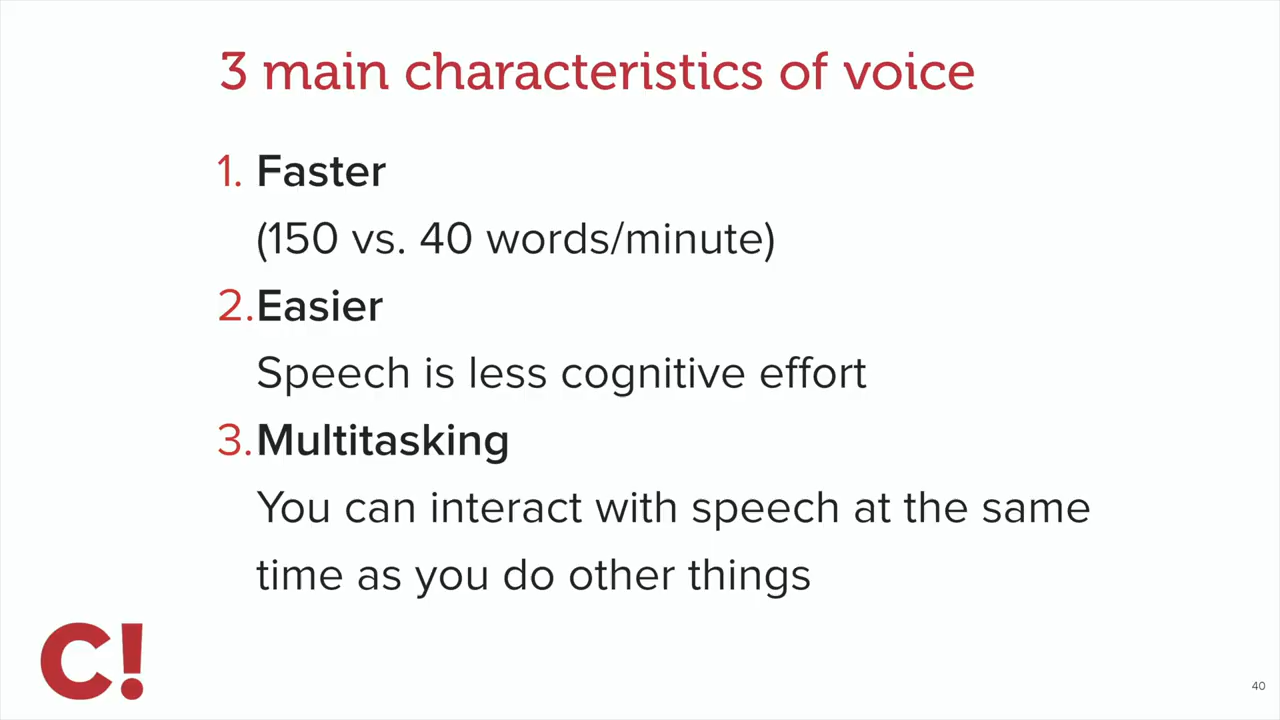 3 main characteristics of voice
1. Faster
(150 vs. 40 words/minute)
2. Easier
Speech is less cognitive effort
3. Multitasking
You can interact with speech at the same
time as you do other things
C!
40